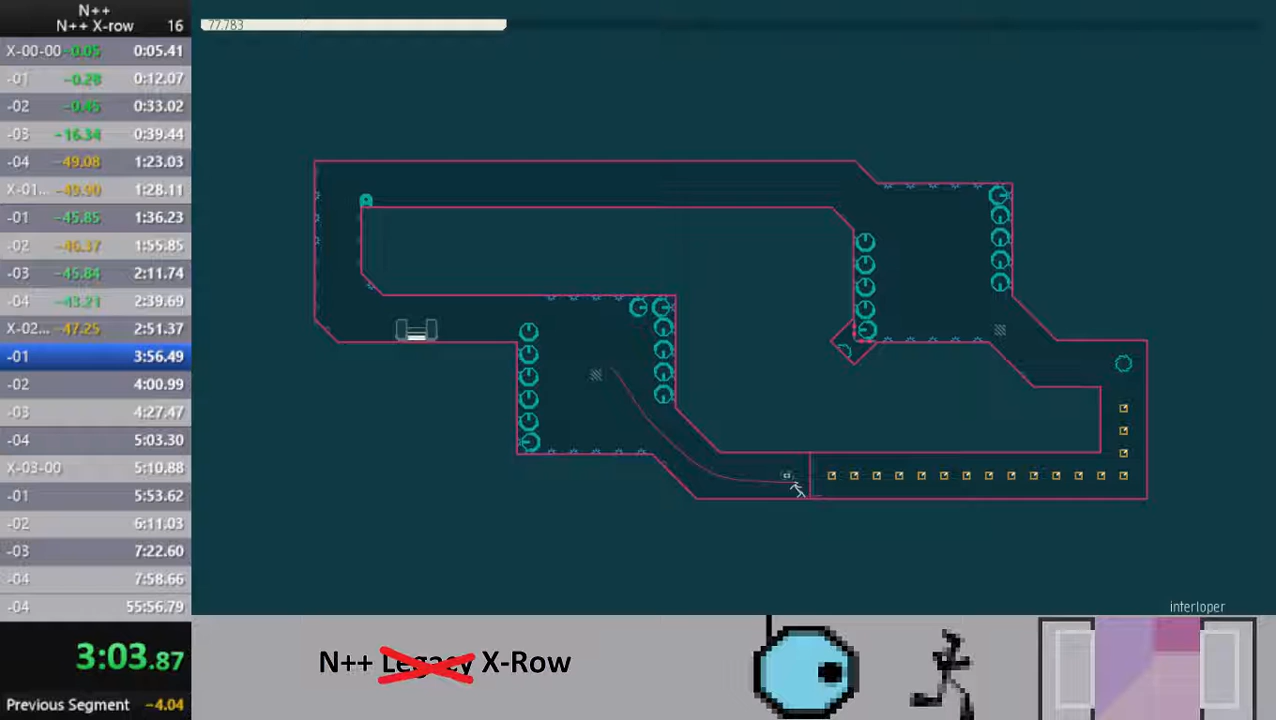 N++
N++ X-row 16
X-00-00 -0.05 0:05.41
-01 -0.28 0:12.07
-02 -0.45 0:33.02
-03 -16.34 0:39.44
-04 -49.08 1:23.03
X-01... -49.90 1:28.11
-01 -45.85 1:36.23
-02 -46.37 1:55.85
-03 -45.84 2:11.74
-04 -43.21 2:39.69
X-02... -47.25 2:51.37
-01 3:56.49
-02 4:00.99
-03 4:27.47
-04 5:03.30
X-03-00 5:10.88
-01 5:53.62
-02 6:11.03
-03 7:22.60
-04 7:58.66
-04 55:56.79
3:03.87
Previous Segment -4.04
77.783
interloper
N++ Legacy X-Row